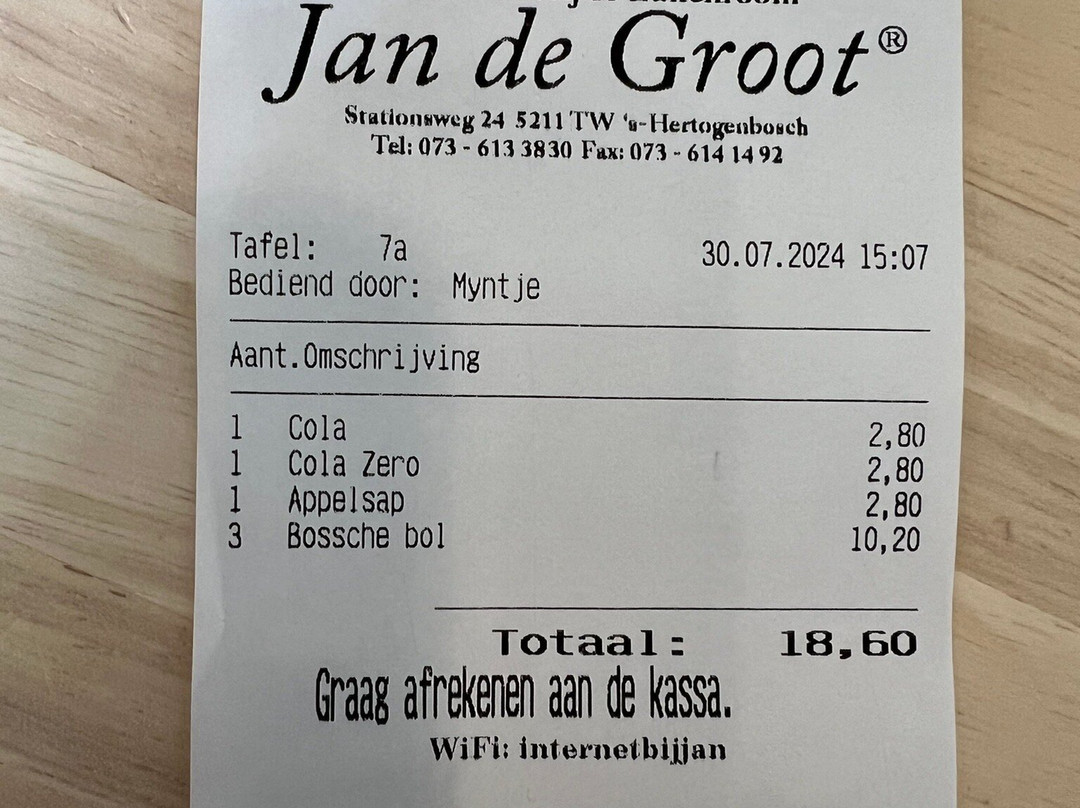 Jan de Groot®
Stationsweg 24 5211 TW 's-Hertogenbosch
Tel: 073 - 613 3830 Fax: 073 - 614 14 92
Tafel: 7a 30.07.2024 15:07
Bediend door: Myntje
Aant.Omschrijving
1 Cola 2,80
1 Cola Zero 2,80
1 Appelsap 2,80
3 Bossche bol 10,20
Totaal: 18,60
Graag afrekenen aan de kassa.
WiFi: internetbijjan